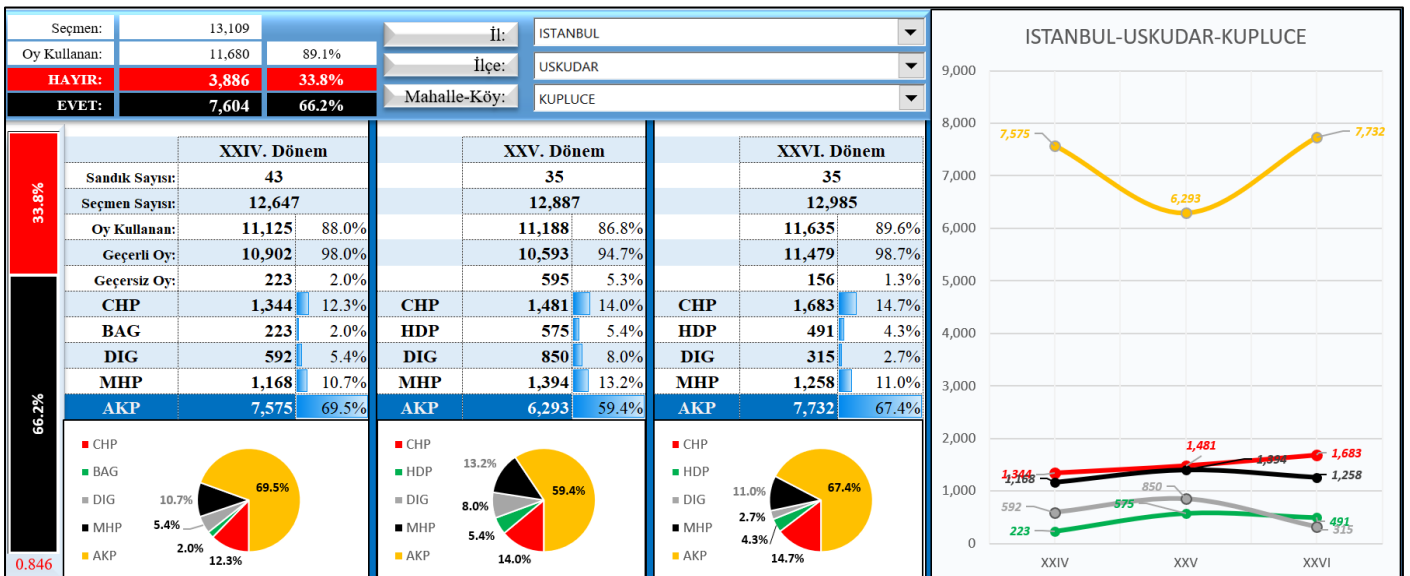 Seçmen: 13,109
Oy Kullanan: 11,680 89.1%
HAYIR: 3,886 33.8%
EVET: 7,604 66.2%
İl: ISTANBUL
İlçe: USKUDAR
Mahalle-Köy: KUPLUCE
33.8%
66.2%
0.846
XXIV. Dönem XXV. Dönem XXVI. Dönem
Sandık Sayısı: 43 35 35
Seçmen Sayısı: 12,647 12,887 12,985
Oy Kullanan: 11,125 88.0% 11,188 86.8% 11,635 89.6%
Geçerli Oy: 10,902 98.0% 10,593 94.7% 11,479 98.7%
Geçersiz Oy: 223 2.0% 595 5.3% 156 1.3%
CHP 1,344 12.3% CHP 1,481 14.0% CHP 1,683 14.7%
BAG 223 2.0% HDP 575 5.4% HDP 491 4.3%
DIG 592 5.4% DIG 850 8.0% DIG 315 2.7%
MHP 1,168 10.7% MHP 1,394 13.2% MHP 1,258 11.0%
AKP 7,575 69.5% AKP 6,293 59.4% AKP 7,732 67.4%
CHP
BAG
DIG
MHP
AKP
69.5%
10.7%
5.4%
2.0%
12.3%
CHP
HDP
DIG
MHP
AKP
13.2%
59.4%
8.0%
5.4%
14.0%
CHP
HDP
DIG
MHP
AKP
67.4%
11.0%
2.7%
4.3%
14.7%
ISTANBUL-USKUDAR-KUPLUCE
9,000
8,000
7,000
6,000
5,000
4,000
3,000
2,000
1,000
0
7,575 6,293 7,732
1,344 1,481 1,683
1,168 1,394 1,258
592 850 315
223 575 491
XXIV XXV XXVI